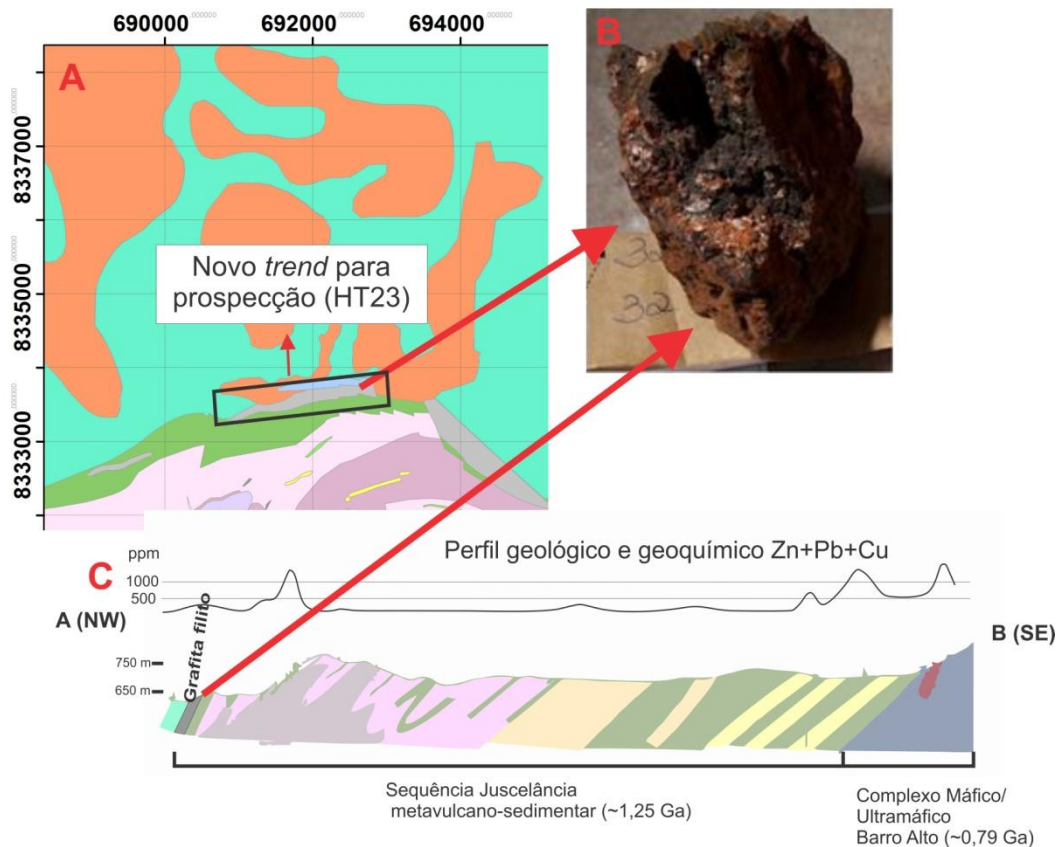 690000
692000
694000
A
B
8337000
8335000
8333000
Novo trend para
prospecção (HT23)
30
32
C
ppm
1000
500
Perfil geológico e geoquímico Zn+Pb+Cu
A (NW)
B (SE)
Grafita filito
750 m
650 m
Sequência Juscelância
metavulcano-sedimentar (~1,25 Ga)
Complexo Máfico/
Ultramáfico
Barro Alto (~0,79 Ga)